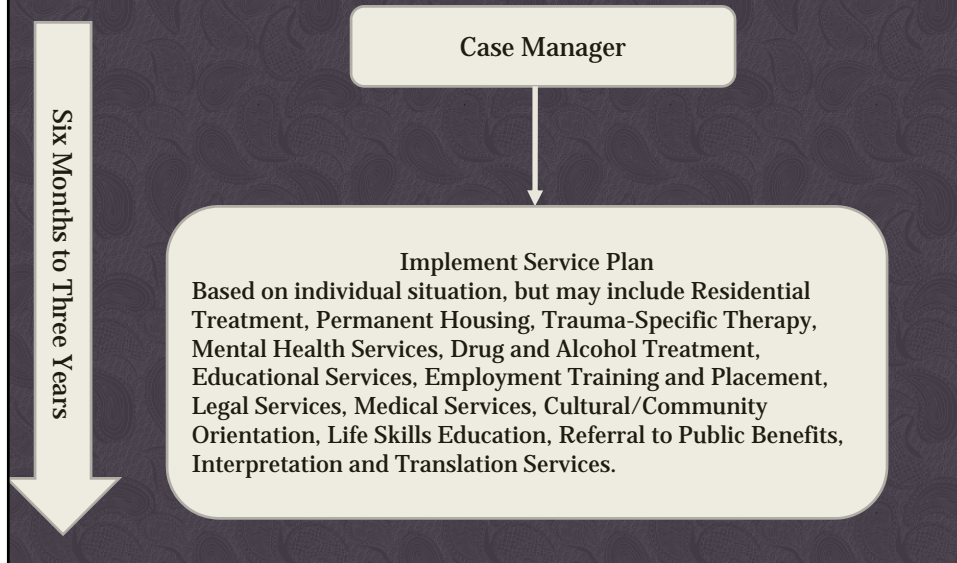 Case Manager
Six Months to Three Years
Implement Service Plan
Based on individual situation, but may include Residential
Treatment, Permanent Housing, Trauma-Specific Therapy,
Mental Health Services, Drug and Alcohol Treatment,
Educational Services, Employment Training and Placement,
Legal Services, Medical Services, Cultural/Community
Orientation, Life Skills Education, Referral to Public Benefits,
Interpretation and Translation Services.